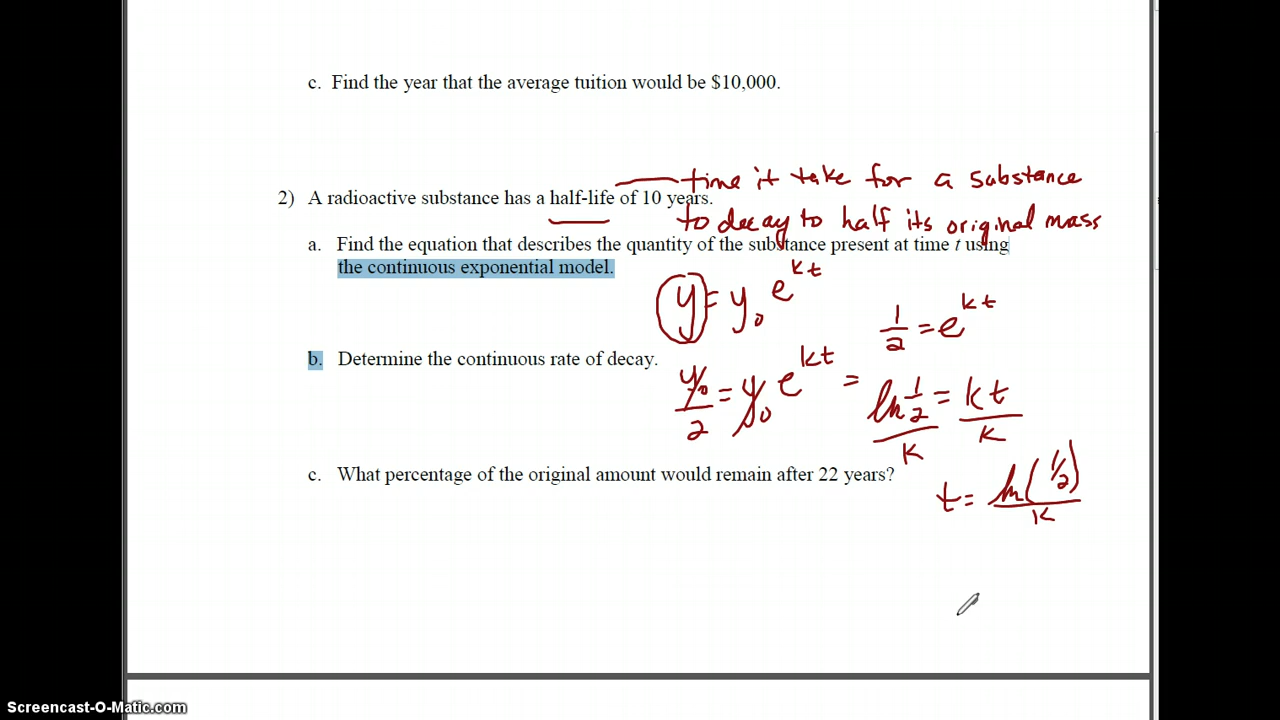 c. Find the year that the average tuition would be $10,000.
time it take for a substance
2) A radioactive substance has a half-life of 10 years.
to decay to half its original mass
a. Find the equation that describes the quantity of the substance present at time t using
the continuous exponential model.
y = y₀ e^kt
1/2 = e^kt
b. Determine the continuous rate of decay.
y₀/2 = y₀ e^kt =
ln 1/2 / k = kt / k
c. What percentage of the original amount would remain after 22 years?
t = ln(1/2) / k
Screencast-O-Matic.com